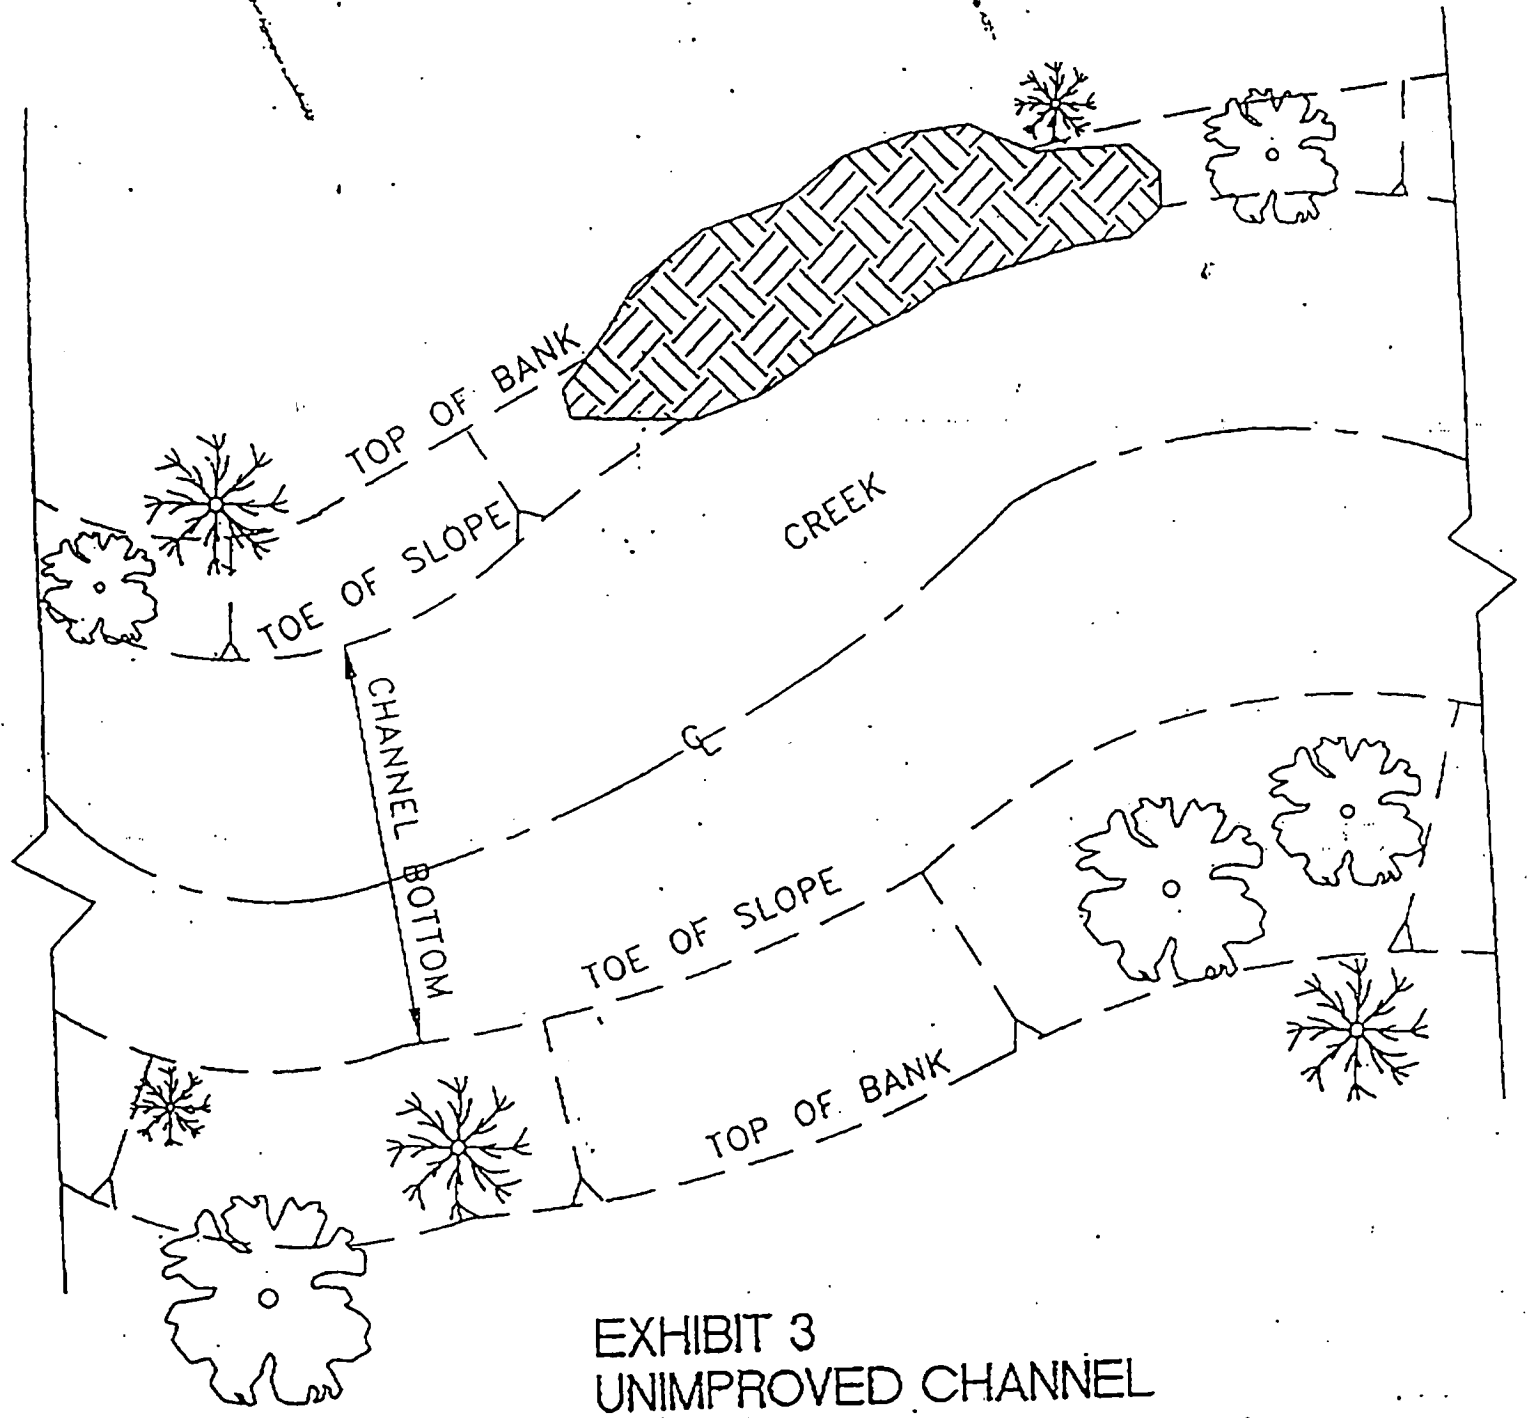 TOP OF BANK
TOE OF SLOPE
CREEK
CHANNEL BOTTOM
℄
TOE OF SLOPE
TOP OF BANK
EXHIBIT 3
UNIMPROVED CHANNEL